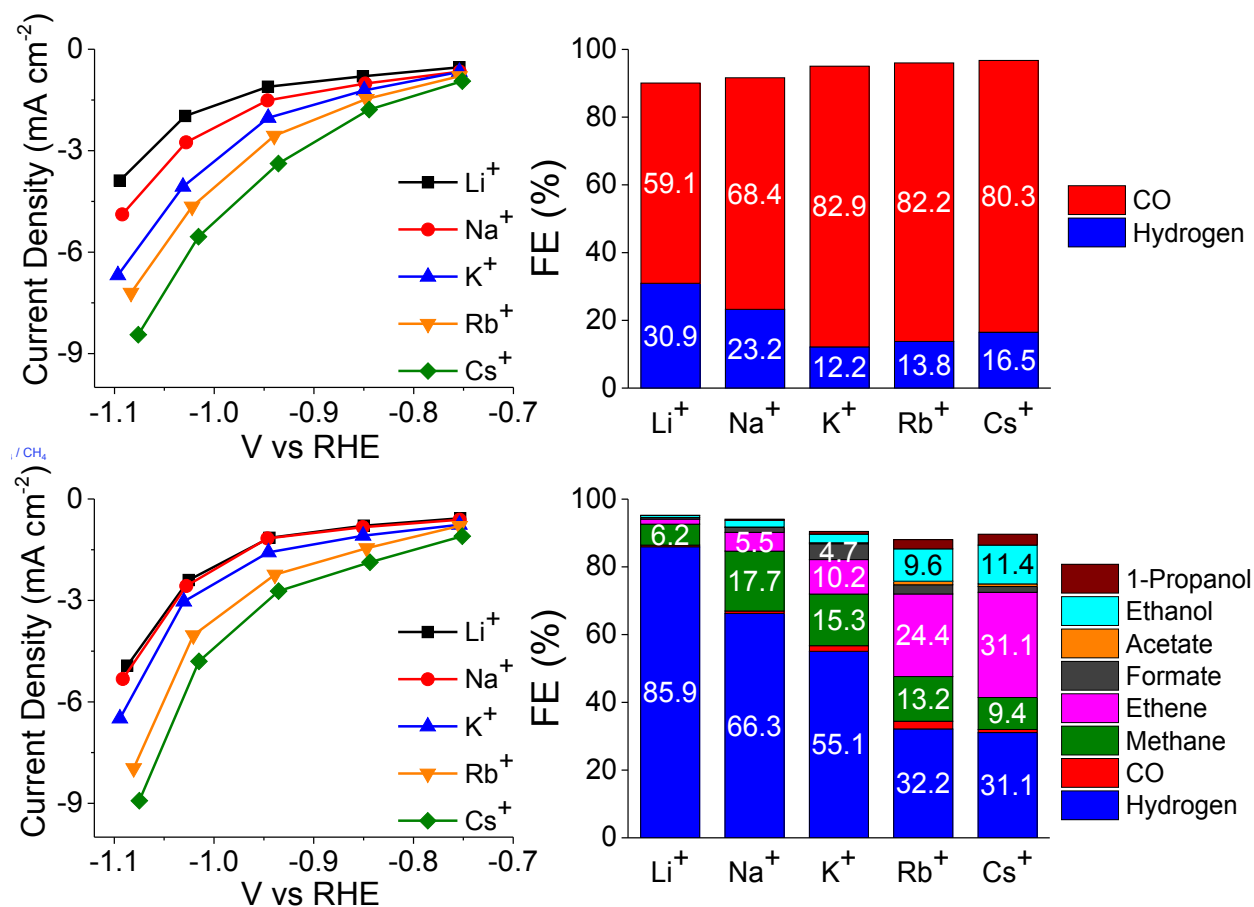 0
-3
-6
-9
Current Density (mA cm-2)
Li+
Na+
K+
Rb+
Cs+
-1.1 -1.0 -0.9 -0.8 -0.7
V vs RHE
100
80
60
40
20
0
FE (%)
59.1 68.4 82.9 82.2 80.3
30.9 23.2 12.2 13.8 16.5
Li+ Na+ K+ Rb+ Cs+
CO
Hydrogen
/ CH4
0
-3
-6
-9
Current Density (mA cm-2)
Li+
Na+
K+
Rb+
Cs+
-1.1 -1.0 -0.9 -0.8 -0.7
V vs RHE
100
80
60
40
20
0
FE (%)
6.2
85.9
5.5
17.7
66.3
4.7
10.2
15.3
55.1
9.6
24.4
13.2
32.2
11.4
31.1
9.4
31.1
Li+ Na+ K+ Rb+ Cs+
1-Propanol
Ethanol
Acetate
Formate
Ethene
Methane
CO
Hydrogen